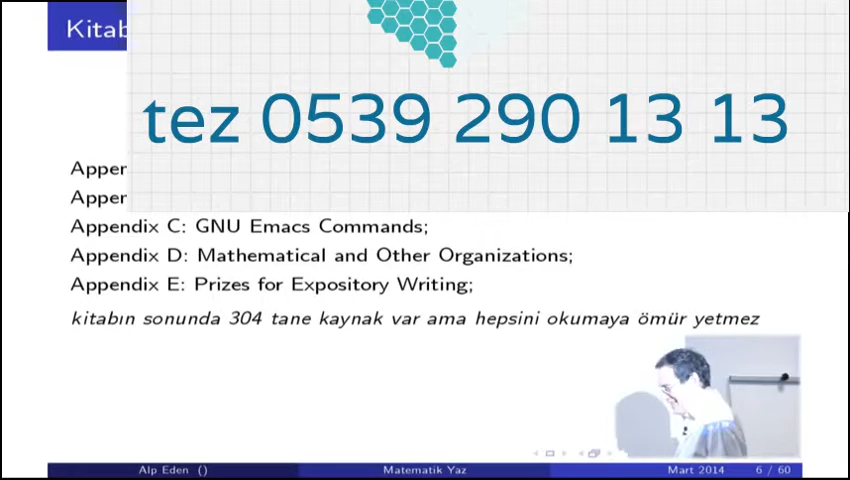 Kitab
tez 0539 290 13 13
Appen
Appen
Appendix C: GNU Emacs Commands;
Appendix D: Mathematical and Other Organizations;
Appendix E: Prizes for Expository Writing;
kitabın sonunda 304 tane kaynak var ama hepsini okumaya ömür yetmez
Alp Eden () Matematik Yaz Mart 2014 6 / 60